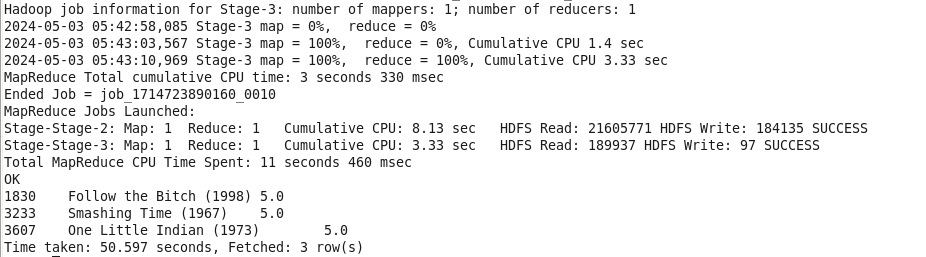 Hadoop job information for Stage-3: number of mappers: 1; number of reducers: 1
2024-05-03 05:42:58,085 Stage-3 map = 0%,  reduce = 0%
2024-05-03 05:43:03,567 Stage-3 map = 100%,  reduce = 0%, Cumulative CPU 1.4 sec
2024-05-03 05:43:10,969 Stage-3 map = 100%,  reduce = 100%, Cumulative CPU 3.33 sec
MapReduce Total cumulative CPU time: 3 seconds 330 msec
Ended Job = job_1714723890160_0010
MapReduce Jobs Launched:
Stage-Stage-2: Map: 1  Reduce: 1   Cumulative CPU: 8.13 sec   HDFS Read: 21605771 HDFS Write: 184135 SUCCESS
Stage-Stage-3: Map: 1  Reduce: 1   Cumulative CPU: 3.33 sec   HDFS Read: 189937 HDFS Write: 97 SUCCESS
Total MapReduce CPU Time Spent: 11 seconds 460 msec
OK
1830    Follow the Bitch (1998) 5.0
3233    Smashing Time (1967)    5.0
3607    One Little Indian (1973)        5.0
Time taken: 50.597 seconds, Fetched: 3 row(s)